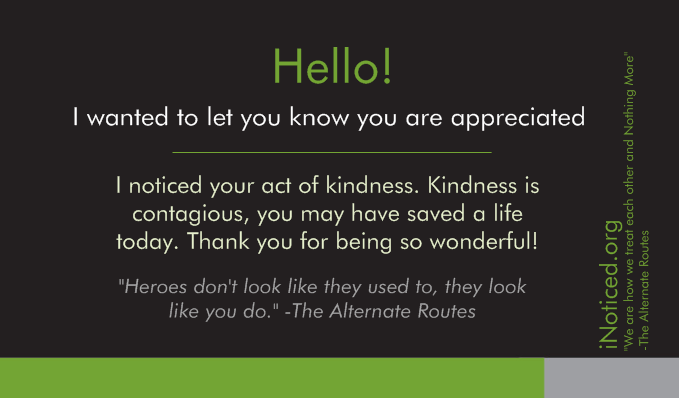 Hello!
I wanted to let you know you are appreciated
I noticed your act of kindness. Kindness is
contagious, you may have saved a life
today. Thank you for being so wonderful!
"Heroes don't look like they used to, they look
like you do." -The Alternate Routes
iNoticed.org
"We are how we treat each other and Nothing More"
-The Alternate Routes